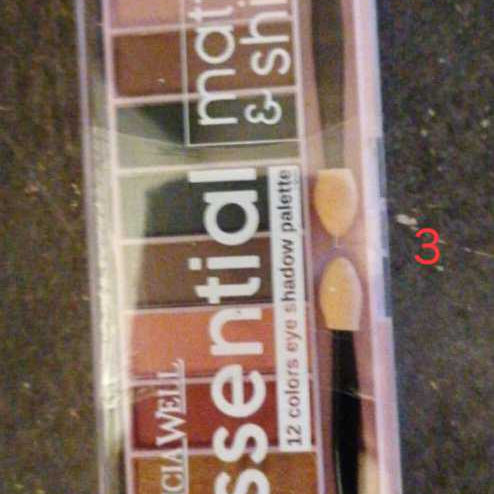 mat
& shi
ssential
12 colors eye shadow palette
CIAWELL
3